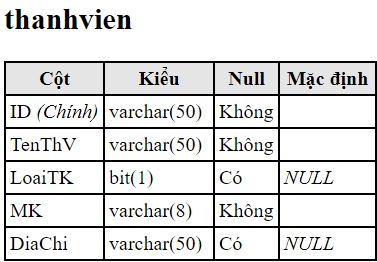 thanhvien
Cột Kiểu Null Mặc định
ID (Chính) varchar(50) Không
TenThV varchar(50) Không
LoaiTK bit(1) Có NULL
MK varchar(8) Không
DiaChi varchar(50) Có NULL